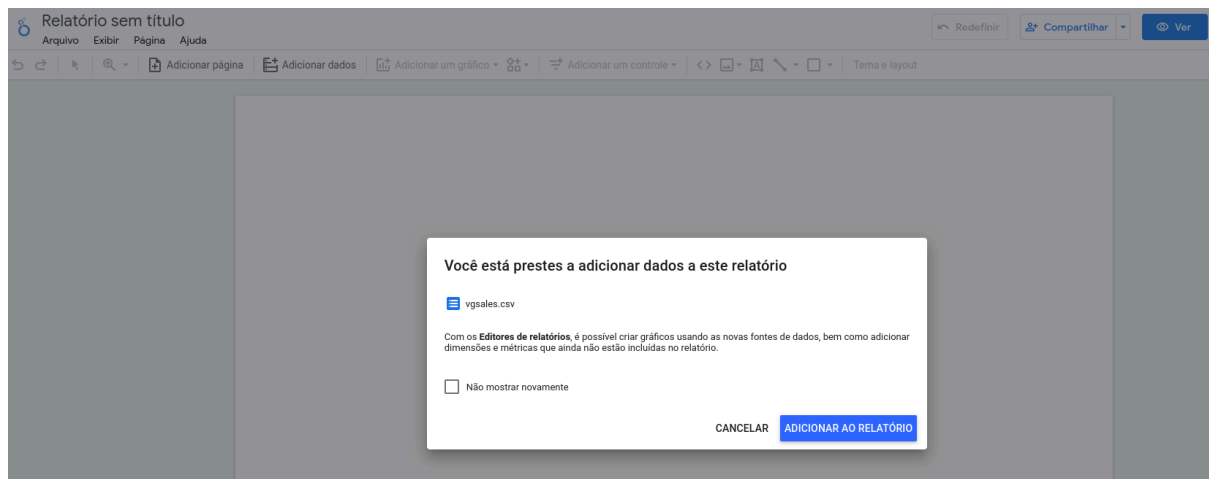 Relatório sem título
Arquivo Exibir Página Ajuda
Redefinir Compartilhar Ver
Adicionar página Adicionar dados Adicionar um gráfico Adicionar um controle Tema e layout
Você está prestes a adicionar dados a este relatório
vgsales.csv
Com os Editores de relatórios, é possível criar gráficos usando as novas fontes de dados, bem como adicionar
dimensões e métricas que ainda não estão incluídas no relatório.
Não mostrar novamente
CANCELAR ADICIONAR AO RELATÓRIO